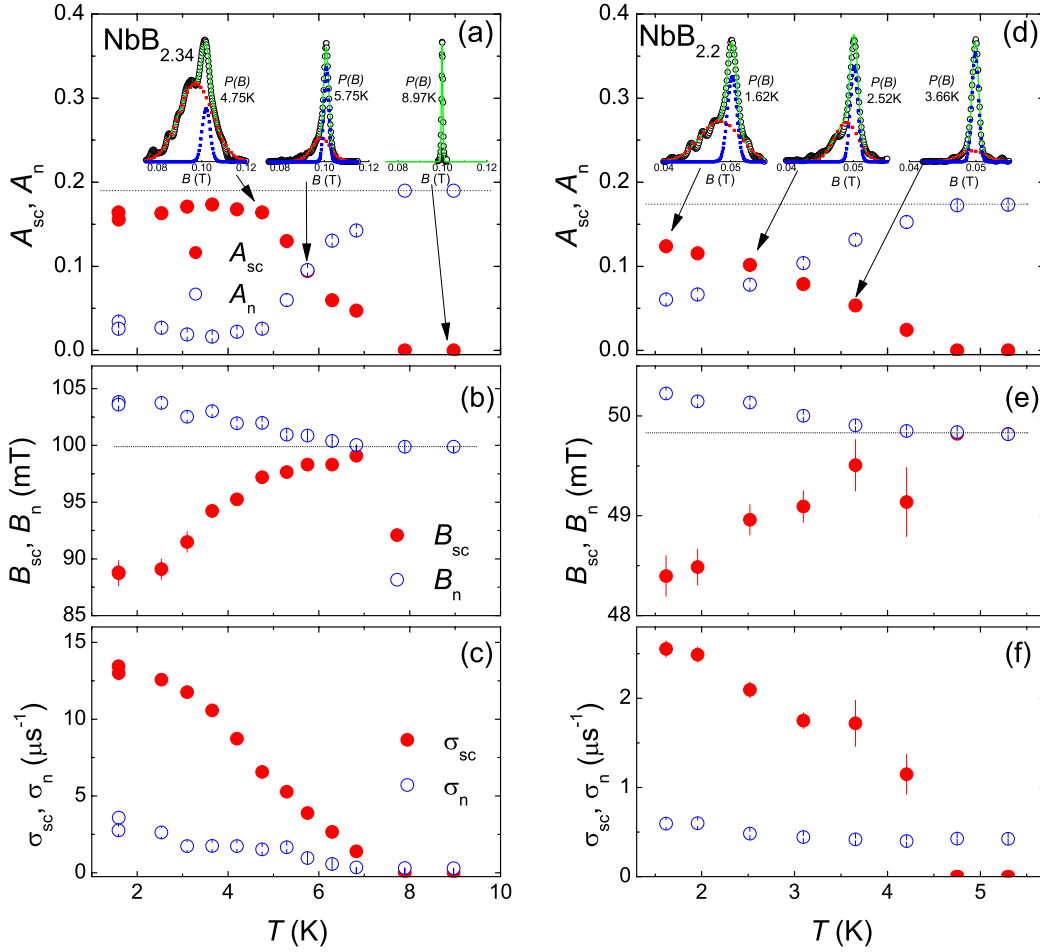 (a)
NbB2.34
P(B)
4.75K
P(B)
5.75K
P(B)
8.97K
0.08 0.10 0.12
B (T)
0.08 0.10 0.12
B (T)
0.08 0.10 0.12
B (T)
0.4
0.3
0.2
0.1
0.0
Asc, An
Asc
An
(b)
105
100
95
90
85
Bsc, Bn (mT)
Bsc
Bn
(c)
15
10
5
0
σsc, σn (μs-1)
σsc
σn
2 4 6 8 10
T (K)
(d)
NbB2.2
P(B)
1.62K
P(B)
2.52K
P(B)
3.66K
0.04 0.05
B (T)
0.04 0.05
B (T)
0.04 0.05
B (T)
0.4
0.3
0.2
0.1
0.0
Asc, An
(e)
50
49
48
Bsc, Bn (mT)
(f)
2
1
0
σsc, σn (μs-1)
2 3 4 5
T (K)